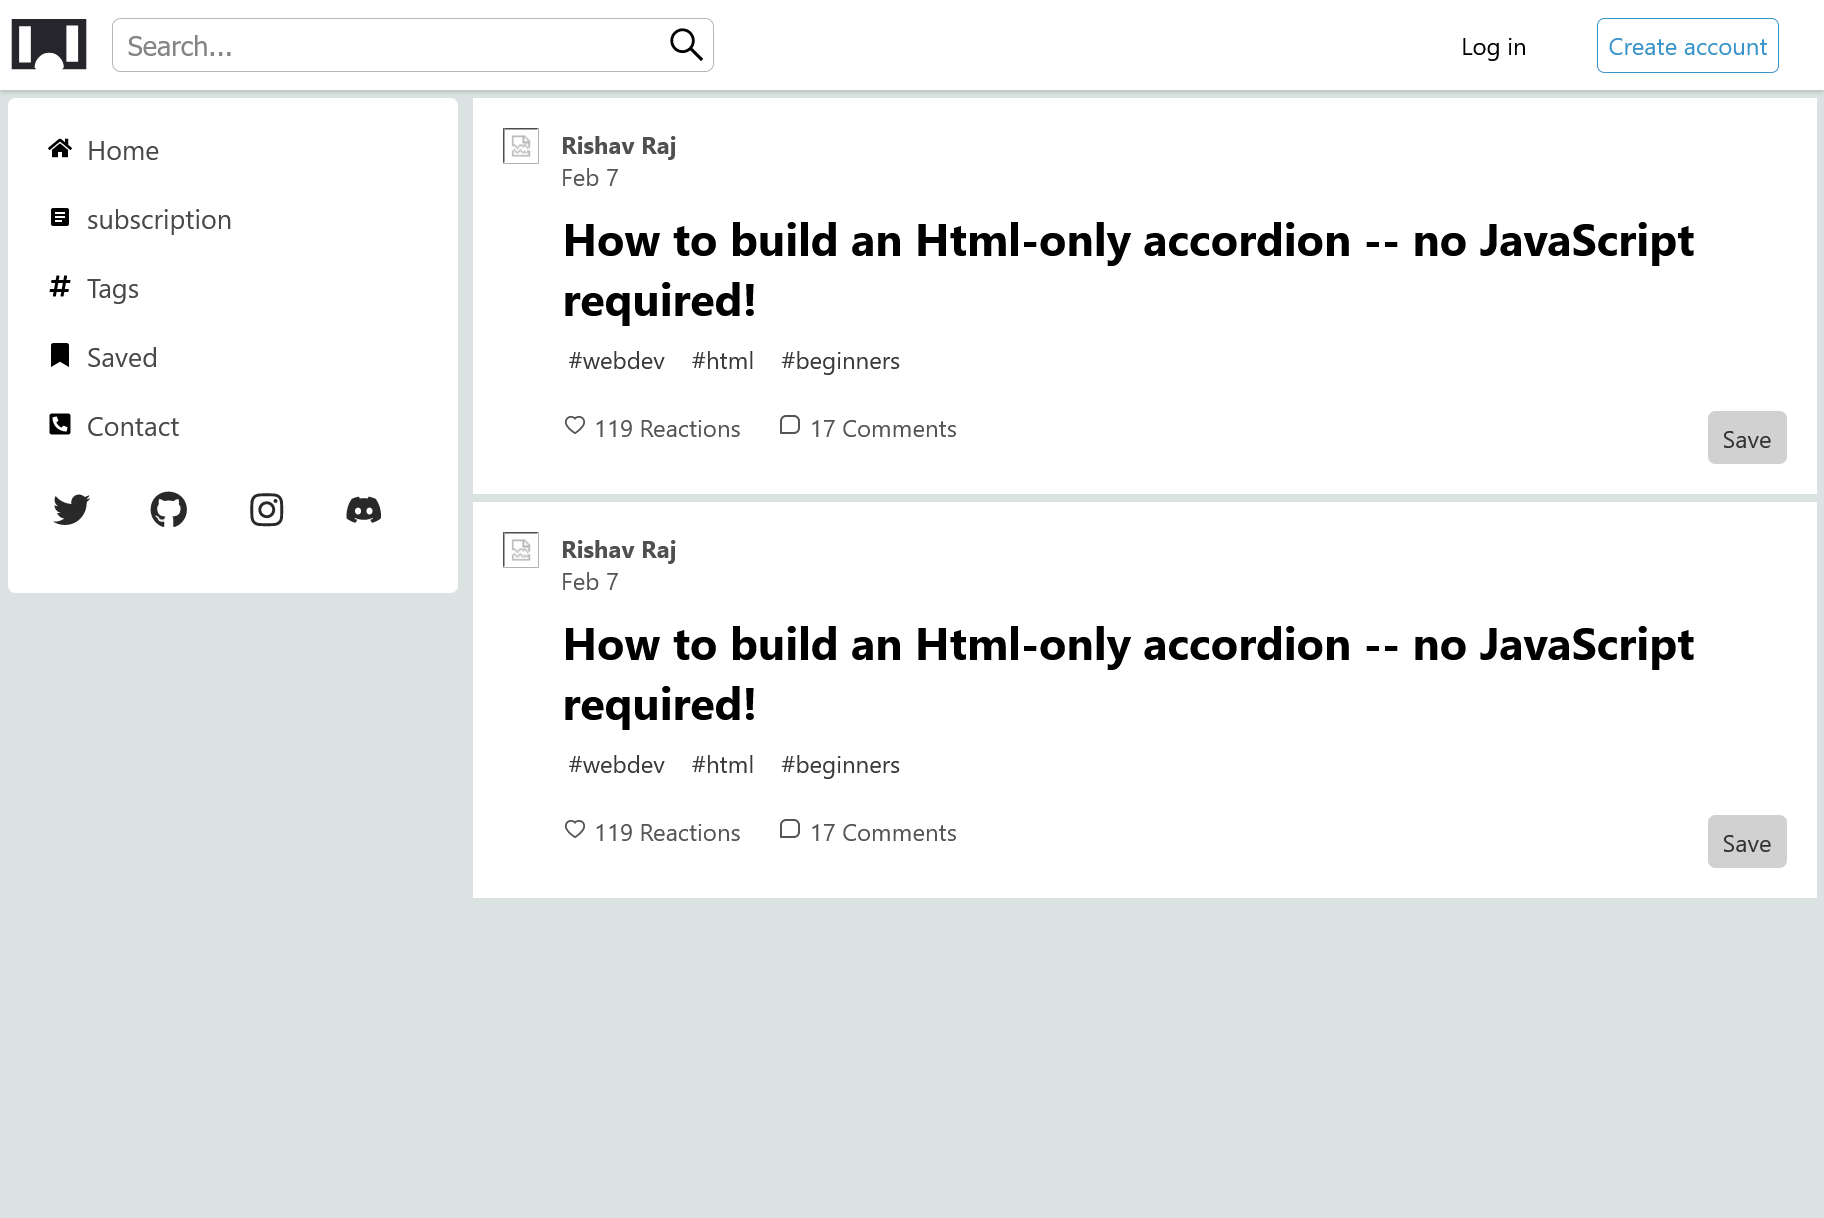 Search...
Log in
Create account
Home
subscription
Tags
Saved
Contact
Rishav Raj
Feb 7
How to build an Html-only accordion -- no JavaScript
required!
#webdev #html #beginners
119 Reactions 17 Comments
Save
Rishav Raj
Feb 7
How to build an Html-only accordion -- no JavaScript
required!
#webdev #html #beginners
119 Reactions 17 Comments
Save